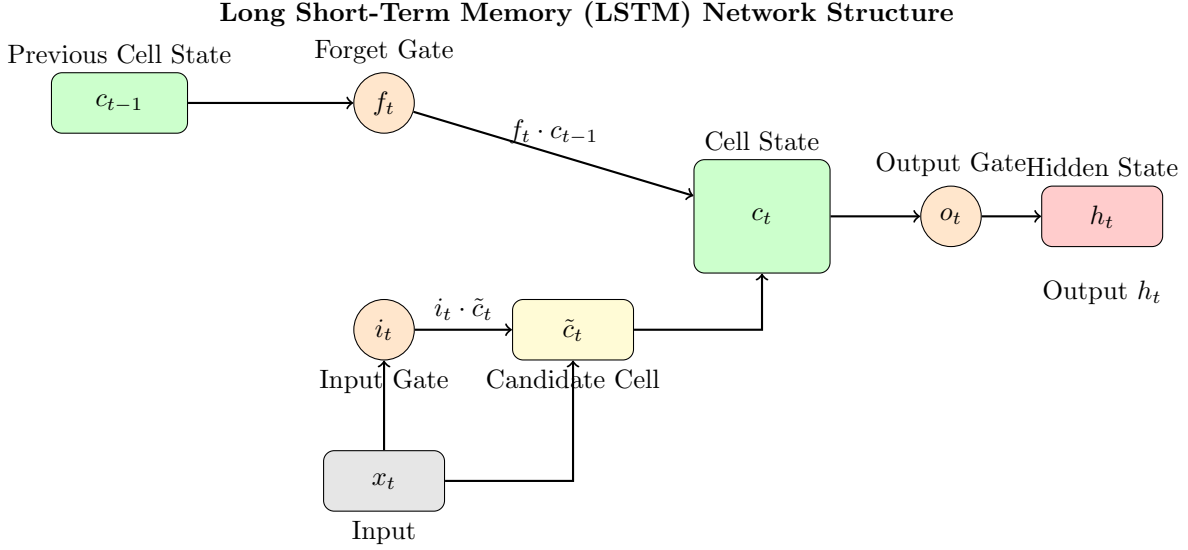 Long Short-Term Memory (LSTM) Network Structure
Previous Cell State
Forget Gate
c_{t−1}
f_t
f_t · c_{t−1}
Cell State
c_t
Output Gate
o_t
Hidden State
h_t
Output h_t
i_t
i_t · c̃_t
c̃_t
Input Gate
Candidate Cell
x_t
Input